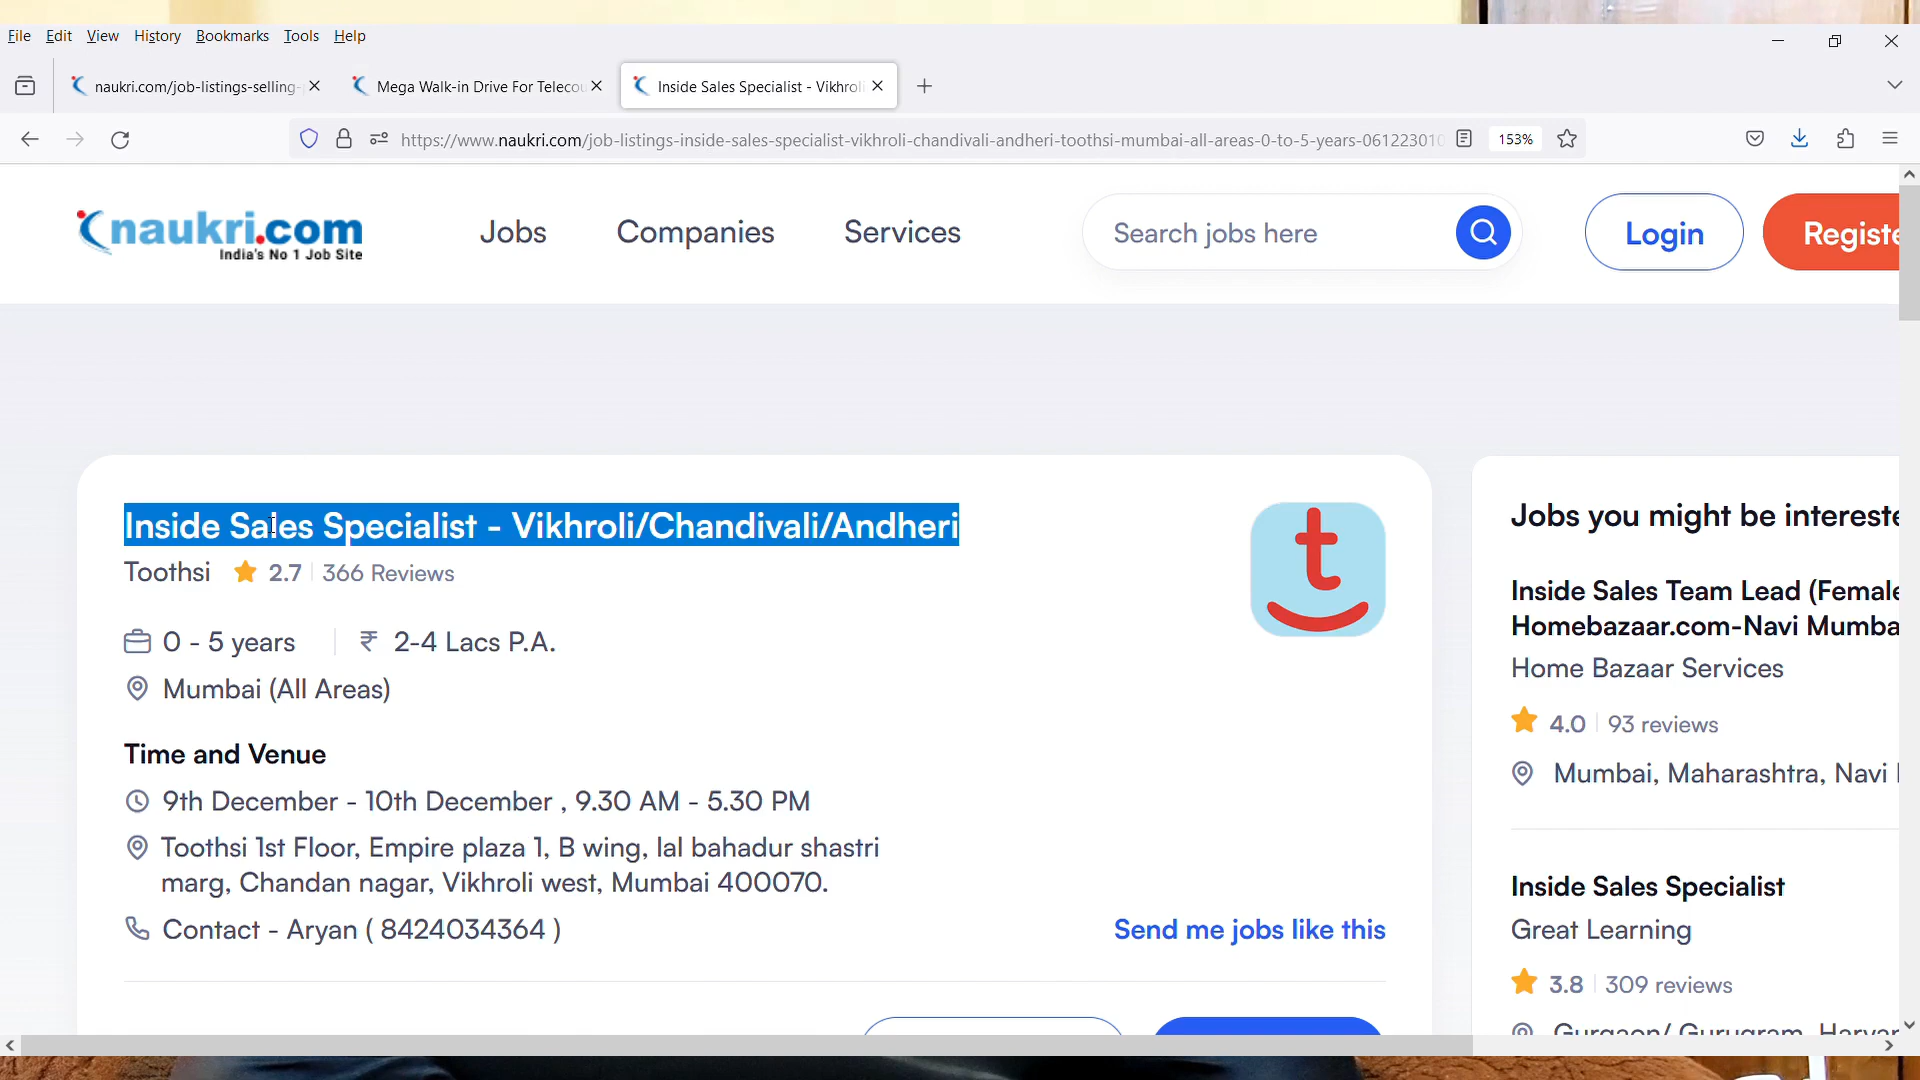 File Edit View History Bookmarks Tools Help
naukri.com/job-listings-selling-
Mega Walk-in Drive For Telecou
Inside Sales Specialist - Vikhroli
https://www.naukri.com/job-listings-inside-sales-specialist-vikhroli-chandivali-andheri-toothsi-mumbai-all-areas-0-to-5-years-061223010
153%
naukri.com
India's No 1 Job Site
Jobs
Companies
Services
Search jobs here
Login
Registe
Inside Sales Specialist - Vikhroli/Chandivali/Andheri
Toothsi 2.7 366 Reviews
0 - 5 years ₹ 2-4 Lacs P.A.
Mumbai (All Areas)
Time and Venue
9th December - 10th December , 9.30 AM - 5.30 PM
Toothsi 1st Floor, Empire plaza 1, B wing, lal bahadur shastri
marg, Chandan nagar, Vikhroli west, Mumbai 400070.
Contact - Aryan ( 8424034364 )
Send me jobs like this
t
Jobs you might be intereste
Inside Sales Team Lead (Female
Homebazaar.com-Navi Mumba
Home Bazaar Services
4.0 93 reviews
Mumbai, Maharashtra, Navi
Inside Sales Specialist
Great Learning
3.8 309 reviews
Gurgaon/ Gurugram, Haryan